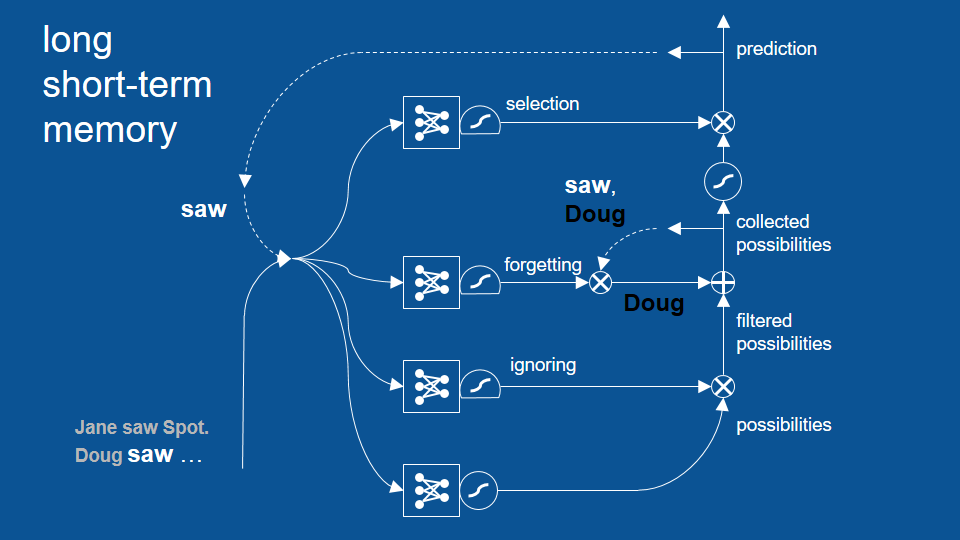 long
short-term
memory
prediction
selection
saw
saw,
Doug
collected
possibilities
forgetting
Doug
filtered
possibilities
ignoring
Jane saw Spot.
Doug saw ...
possibilities